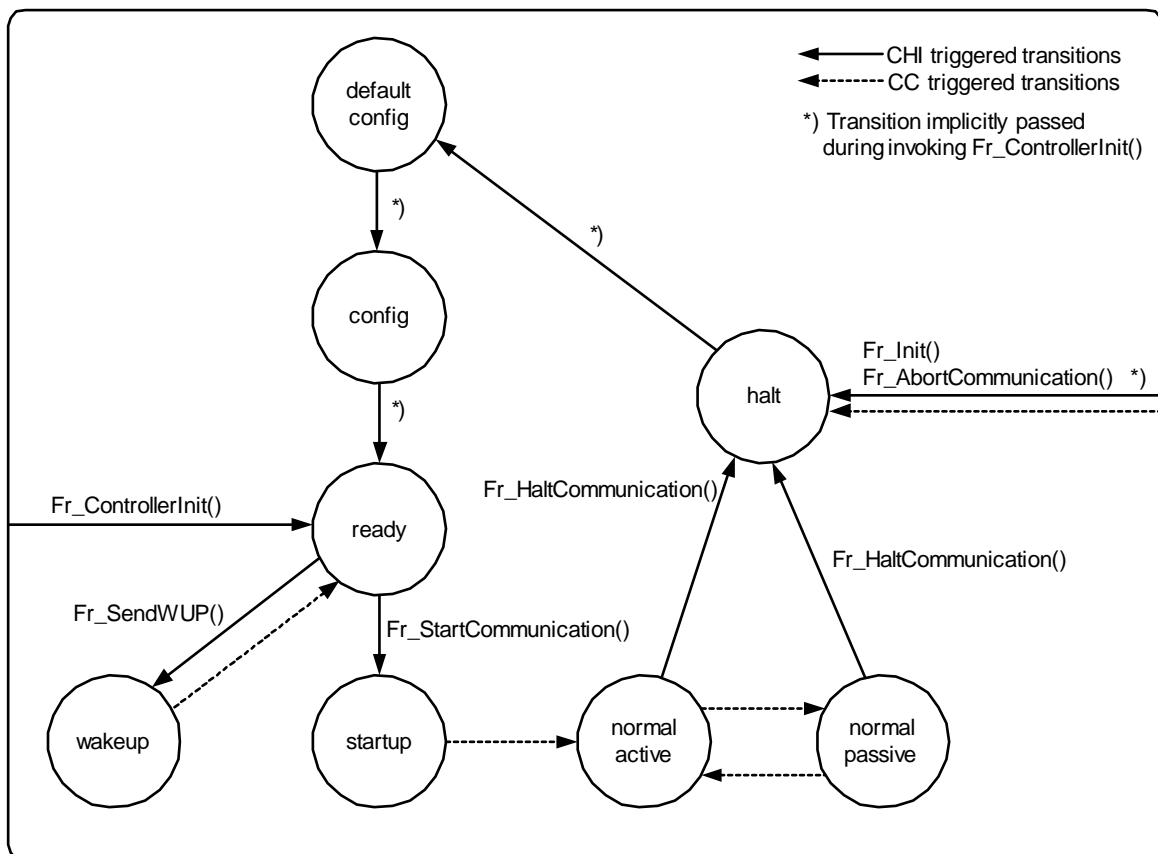 CHI triggered transitions
CC triggered transitions
*) Transition implicitly passed
during invoking Fr_ControllerInit()
default
config
*)
*)
config
Fr_Init()
Fr_AbortCommunication() *)
halt
*)
Fr_HaltCommunication()
Fr_ControllerInit()
ready
Fr_HaltCommunication()
Fr_SendWUP()
Fr_StartCommunication()
wakeup
startup
normal
active
normal
passive